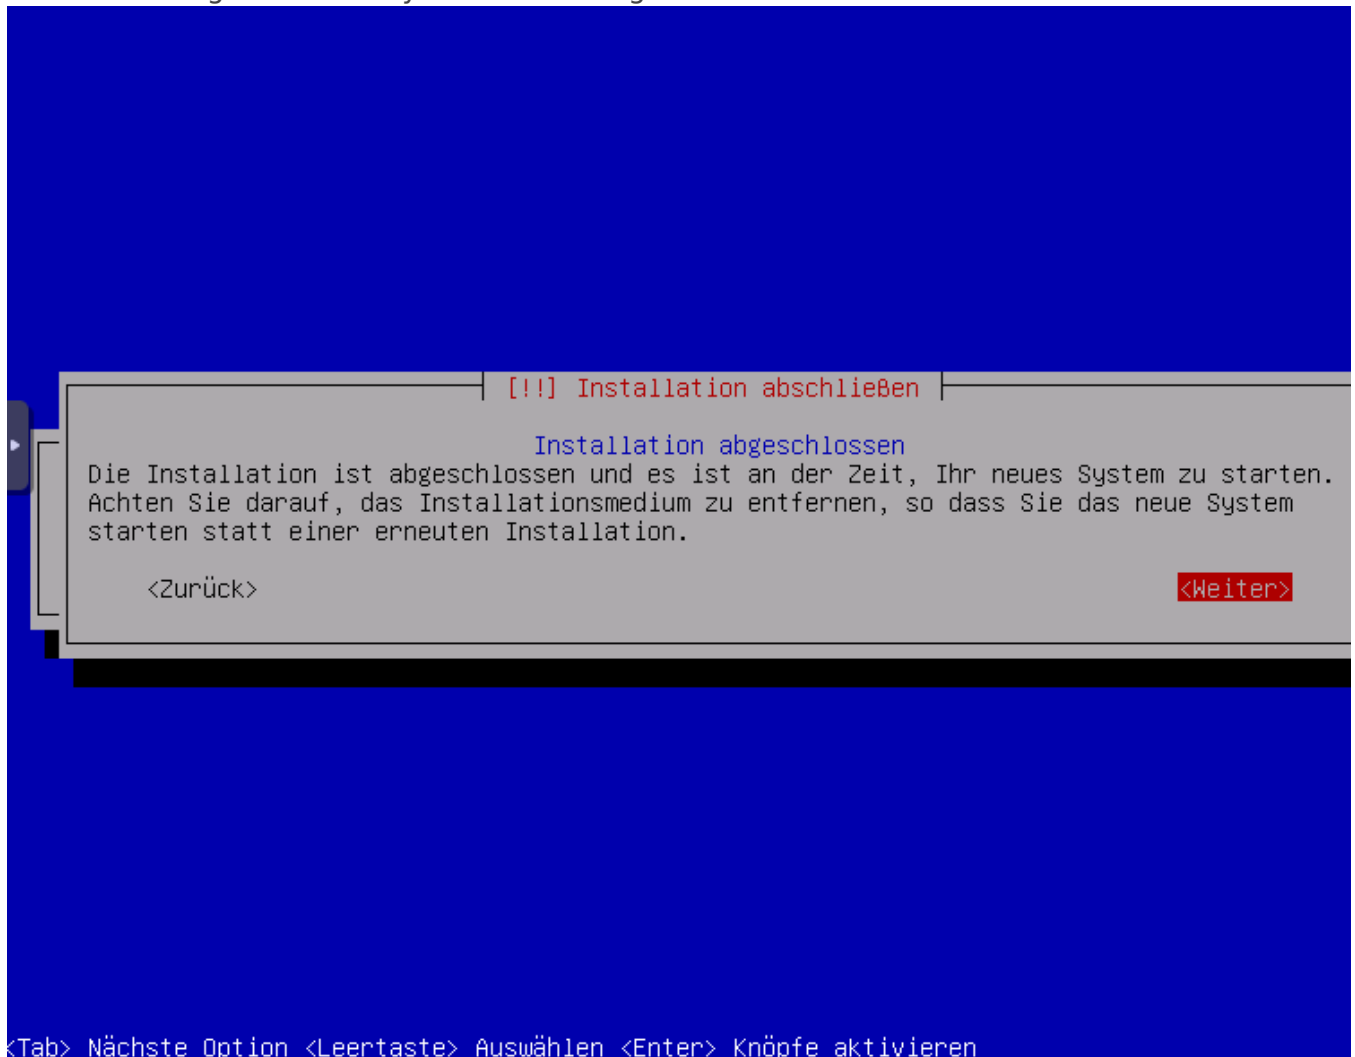 [!!] Installation abschließen
Installation abgeschlossen
Die Installation ist abgeschlossen und es ist an der Zeit, Ihr neues System zu starten.
Achten Sie darauf, das Installationsmedium zu entfernen, so dass Sie das neue System
starten statt einer erneuten Installation.
<Zurück> <Weiter>
<Tab> Nächste Option <Leertaste> Auswählen <Enter> Knöpfe aktivieren